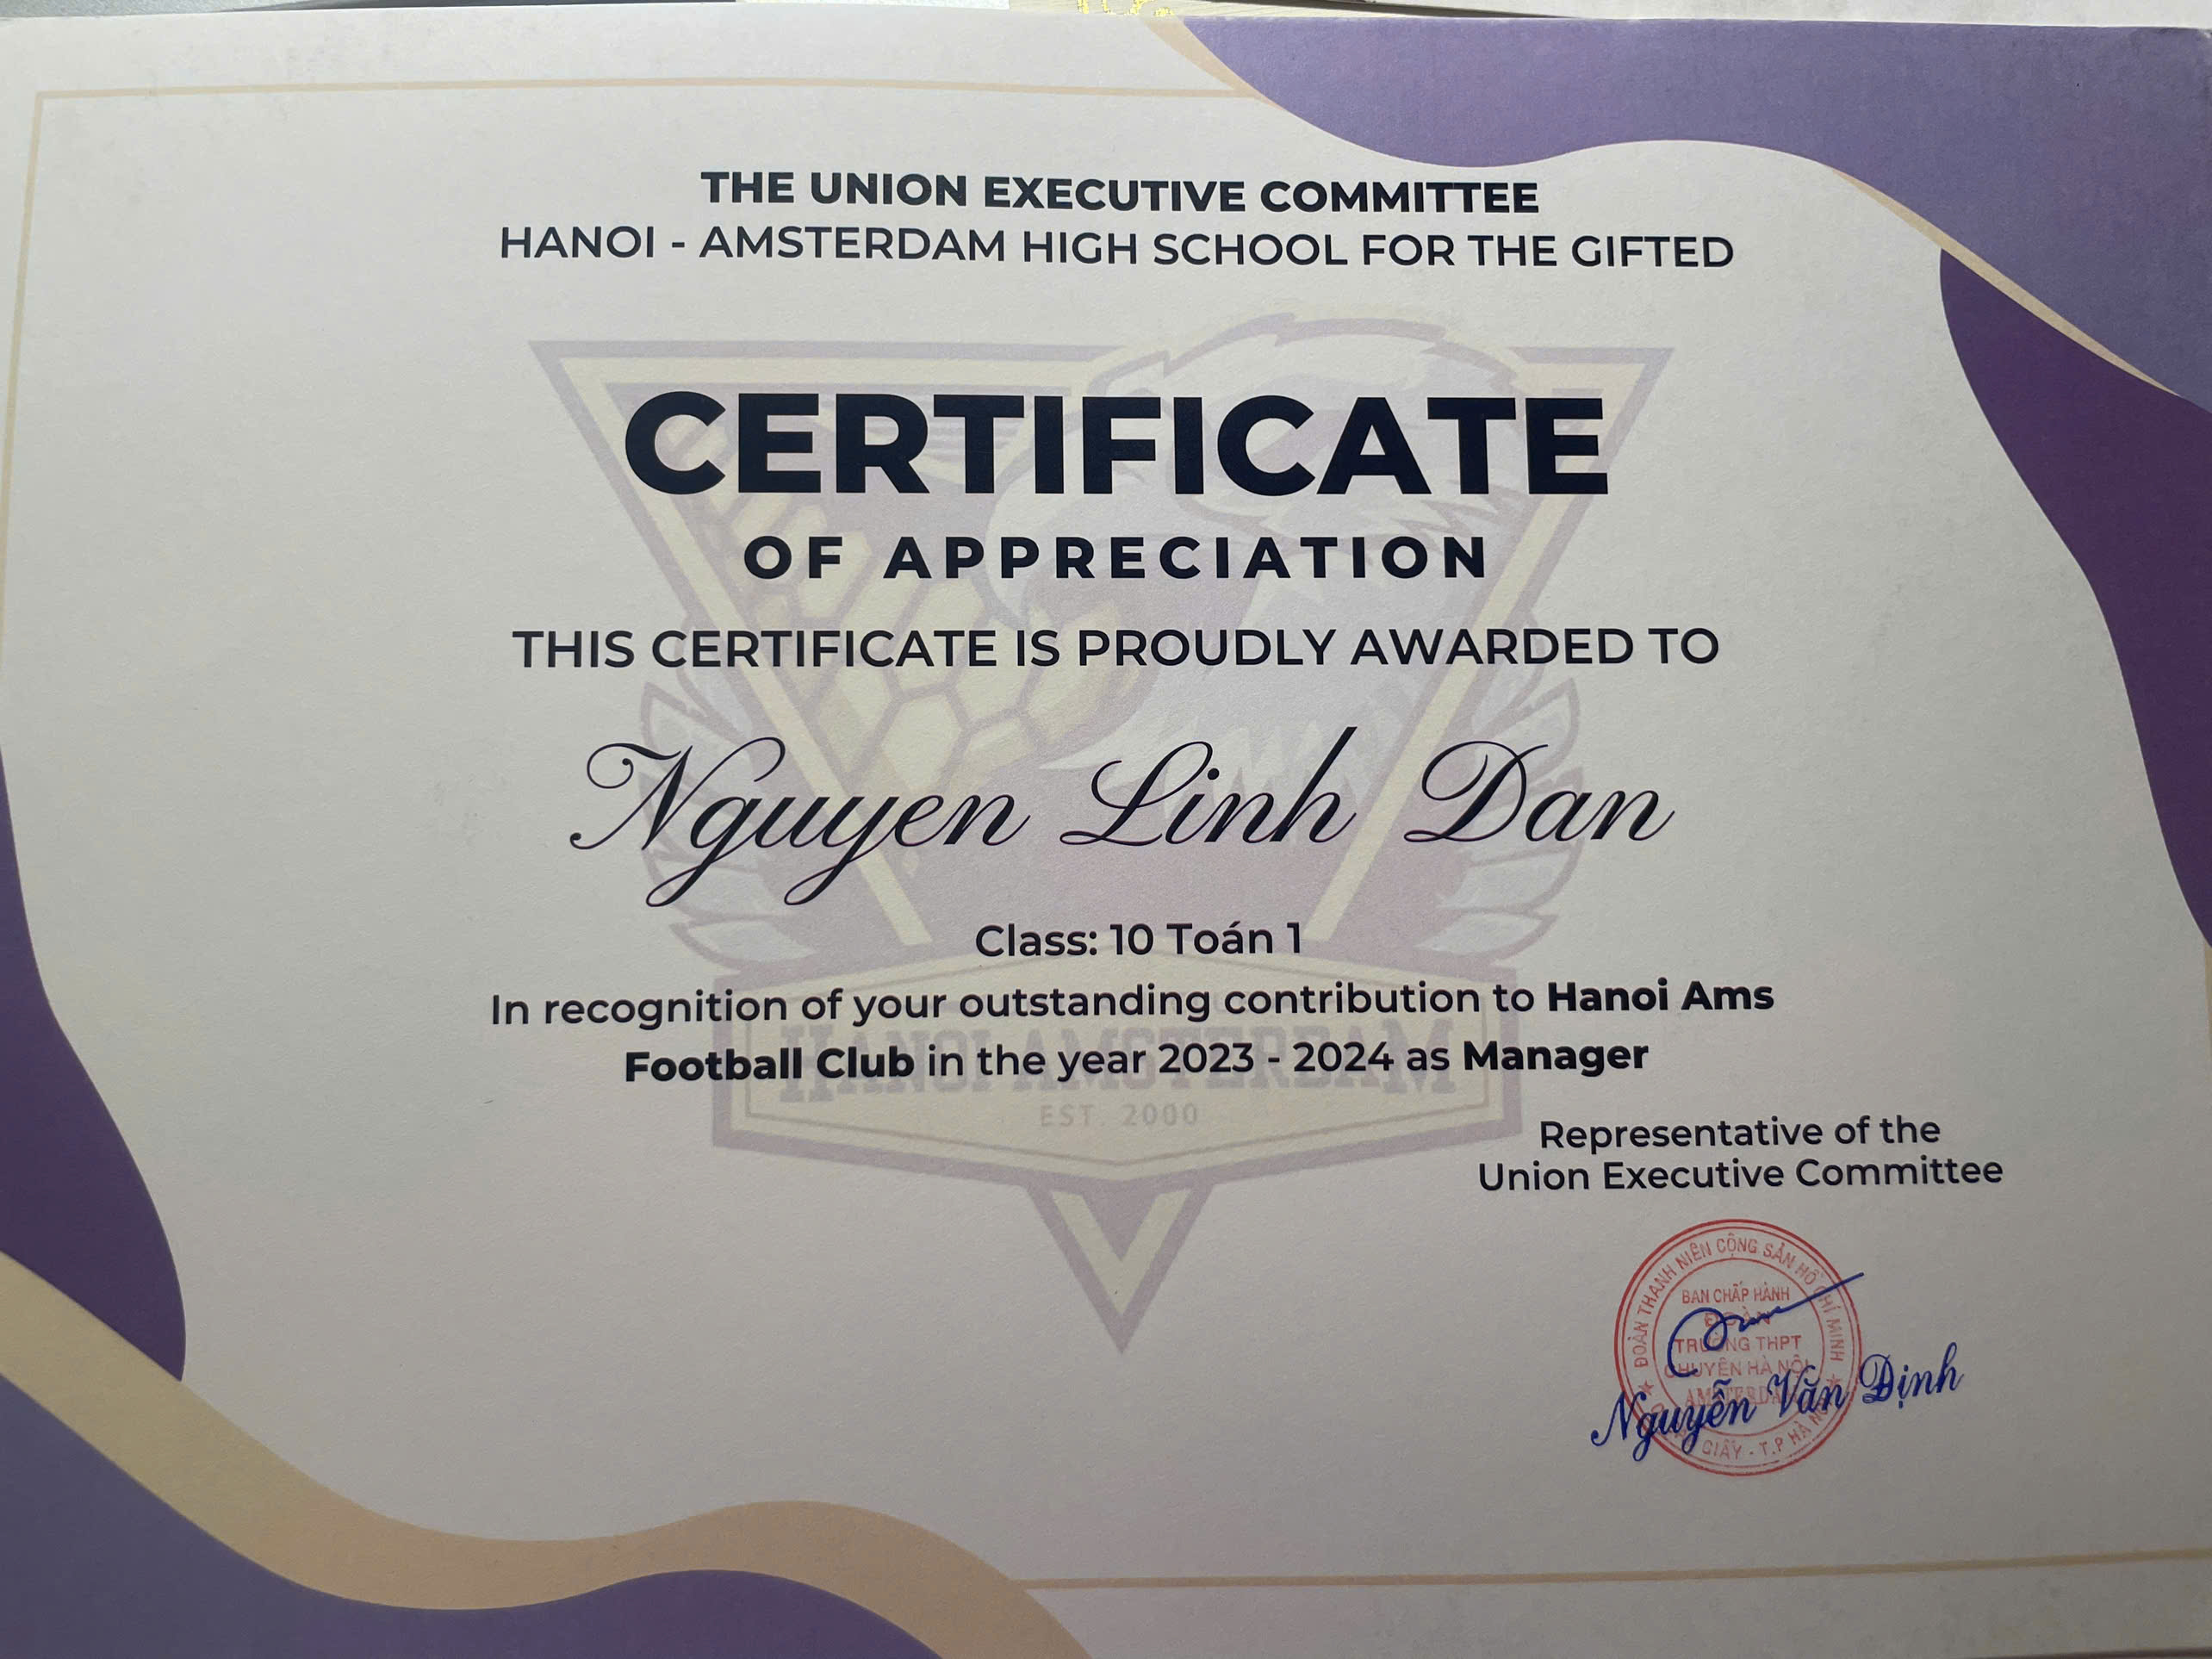 THE UNION EXECUTIVE COMMITTEE
HANOI - AMSTERDAM HIGH SCHOOL FOR THE GIFTED
CERTIFICATE
OF APPRECIATION
THIS CERTIFICATE IS PROUDLY AWARDED TO
Nguyen Linh Dan
Class: 10 Toán 1
In recognition of your outstanding contribution to Hanoi Ams
Football Club in the year 2023 - 2024 as Manager
HANOI AMSTERDAM
EST. 2000
Representative of the
Union Executive Committee
ĐOÀN THANH NIÊN CỘNG SẢN HỒ CHÍ MINH
BAN CHẤP HÀNH
ĐOÀN
TRƯỜNG THPT
CHUYÊN HÀ NỘI
AMSTERDAM
GIẤY - T.P HÀ NỘI
Nguyễn Văn Định